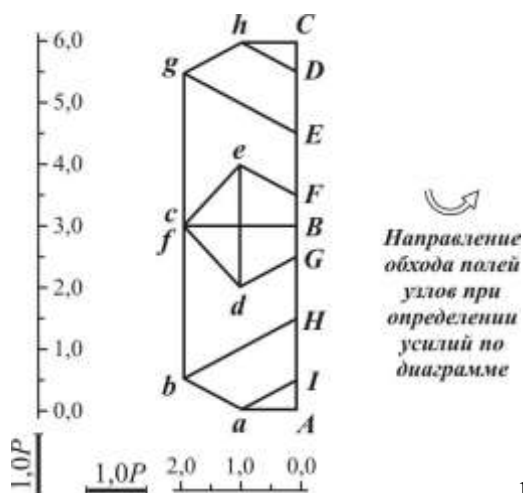 h C
6,0
g
D
5,0
E
e
4,0
F
c
3,0
B
f
G
d
2,0
H
1,0
b
I
0,0
a A
1,0P
1,0P
2,0 1,0 0,0
Направление
обхода полей
узлов при
определении
усилий по
диаграмме